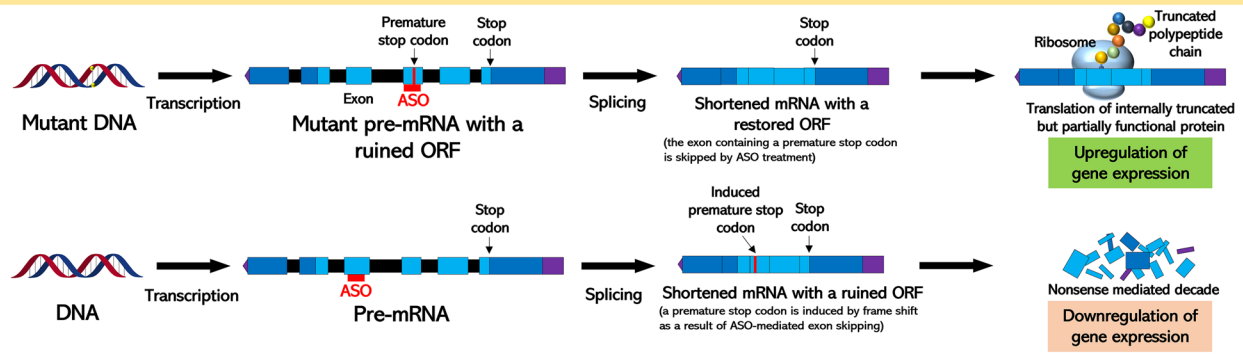 Premature
stop codon
Stop
codon
Exon
ASO
Mutant DNA
Transcription
Mutant pre-mRNA with a
ruined ORF
Splicing
Stop
codon
Shortened mRNA with a
restored ORF
(the exon containing a premature stop codon
is skipped by ASO treatment)
Ribosome
Truncated
polypeptide
chain
Translation of internally truncated
but partially functional protein
Upregulation of
gene expression
Stop
codon
ASO
DNA
Transcription
Pre-mRNA
Splicing
Induced
premature stop
codon
Stop
codon
Shortened mRNA with a ruined ORF
(a premature stop codon is induced by frame shift
as a result of ASO-mediated exon skipping)
Nonsense mediated decade
Downregulation of
gene expression